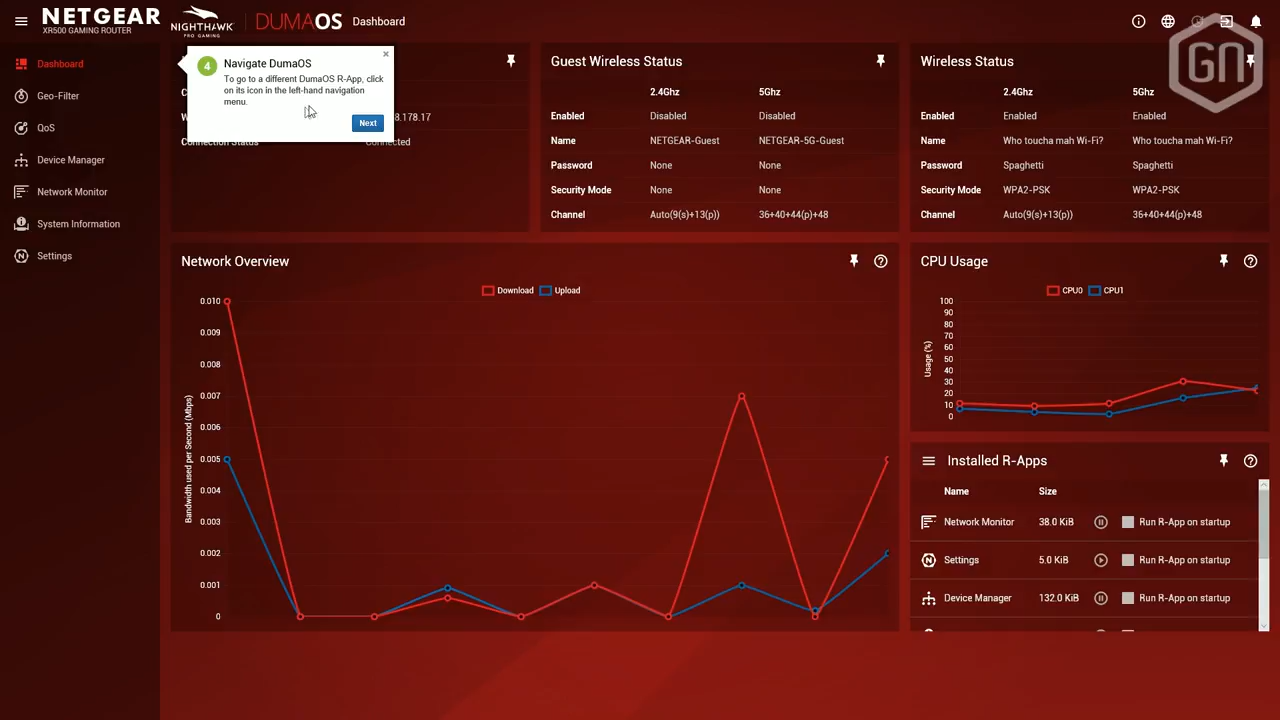 NETGEAR
XR500 GAMING ROUTER
NIGHTHAWK
PRO GAMING
DUMAOS
Dashboard
Dashboard
Geo-Filter
QoS
Device Manager
Network Monitor
System Information
Settings
4 Navigate DumaOS
To go to a different DumaOS R-App, click
on its icon in the left-hand navigation
menu.
Next
8.178.17
Connection Status Connected
Guest Wireless Status
2.4Ghz 5Ghz
Enabled Disabled Disabled
Name NETGEAR-Guest NETGEAR-5G-Guest
Password None None
Security Mode None None
Channel Auto(9(s)+13(p)) 36+40+44(p)+48
Wireless Status
2.4Ghz 5Ghz
Enabled Enabled Enabled
Name Who toucha mah Wi-Fi? Who toucha mah Wi-Fi?
Password Spaghetti Spaghetti
Security Mode WPA2-PSK WPA2-PSK
Channel Auto(9(s)+13(p)) 36+40+44(p)+48
GN
Network Overview
Download Upload
Bandwidth used per Second (Mbps)
0.010
0.009
0.008
0.007
0.006
0.005
0.004
0.003
0.002
0.001
0
CPU Usage
CPU0 CPU1
Usage (%)
100
90
80
70
60
50
40
30
20
10
0
Installed R-Apps
Name Size
Network Monitor 38.0 KiB Run R-App on startup
Settings 5.0 KiB Run R-App on startup
Device Manager 132.0 KiB Run R-App on startup